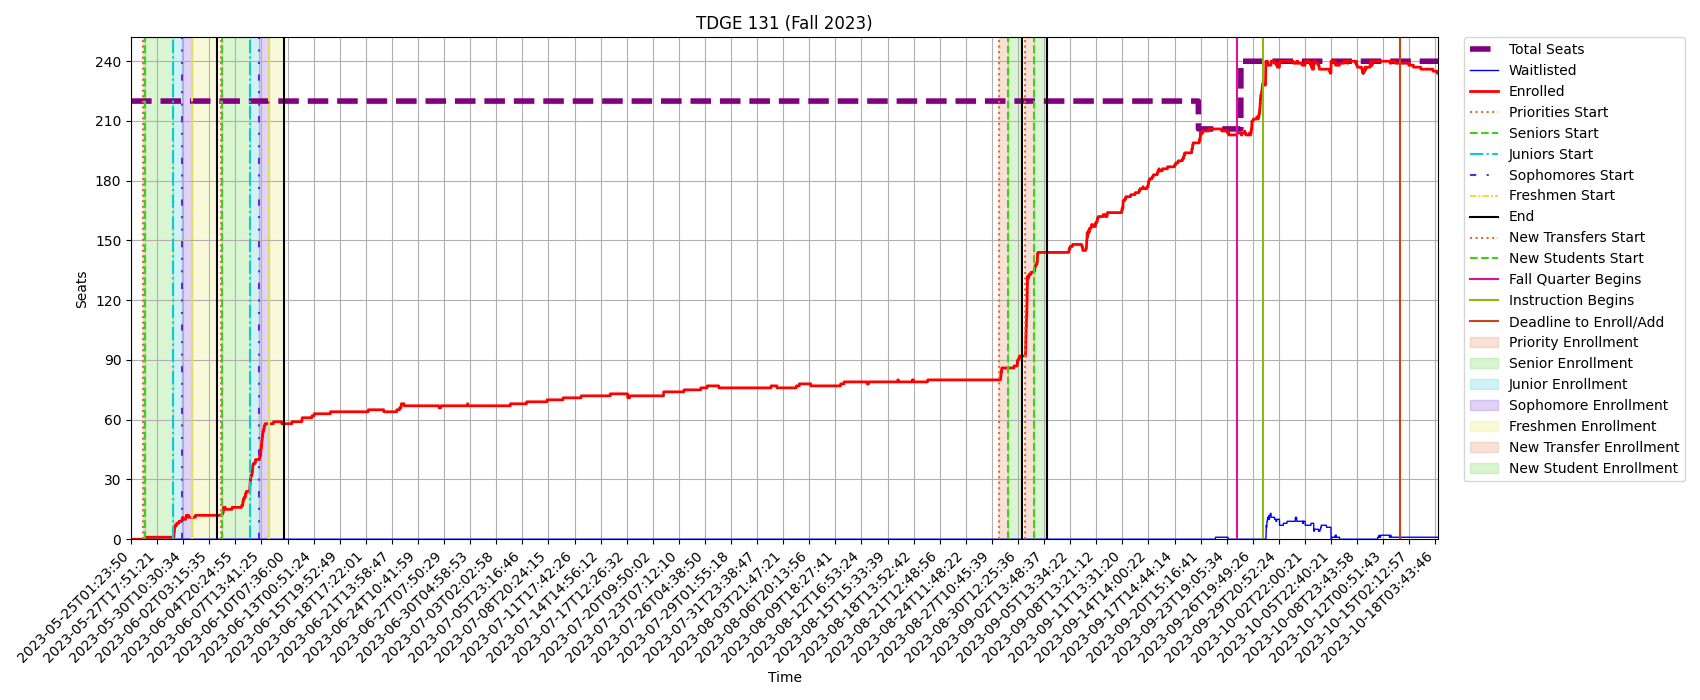 TDGE 131 (Fall 2023)
Seats
240
210
180
150
120
90
60
30
0
2023-05-25T01:23:50
2023-05-27T17:51:21
2023-05-30T10:30:34
2023-06-02T03:15:35
2023-06-04T20:24:55
2023-06-07T13:41:25
2023-06-10T07:36:00
2023-06-13T00:51:24
2023-06-15T19:52:49
2023-06-18T17:22:01
2023-06-21T13:58:47
2023-06-24T10:41:59
2023-06-27T07:50:29
2023-06-30T04:58:53
2023-07-03T02:02:58
2023-07-05T23:16:46
2023-07-08T20:24:15
2023-07-11T17:42:26
2023-07-14T14:56:12
2023-07-17T12:26:32
2023-07-20T09:50:02
2023-07-23T07:12:10
2023-07-26T04:38:50
2023-07-29T01:55:18
2023-07-31T23:38:47
2023-08-03T21:47:21
2023-08-06T20:13:56
2023-08-09T18:27:41
2023-08-12T16:53:24
2023-08-15T15:33:39
2023-08-18T13:52:42
2023-08-21T12:48:56
2023-08-24T11:48:22
2023-08-27T10:45:39
2023-08-30T12:25:36
2023-09-02T13:48:37
2023-09-05T15:34:22
2023-09-08T13:21:12
2023-09-11T13:31:20
2023-09-14T14:00:22
2023-09-17T14:44:14
2023-09-20T15:16:41
2023-09-23T19:05:34
2023-09-26T19:49:26
2023-09-29T20:52:24
2023-10-02T22:00:21
2023-10-05T22:40:21
2023-10-08T23:43:58
2023-10-12T00:51:43
2023-10-15T02:12:57
2023-10-18T03:43:46
Time
Total Seats
Waitlisted
Enrolled
Priorities Start
Seniors Start
Juniors Start
Sophomores Start
Freshmen Start
End
New Transfers Start
New Students Start
Fall Quarter Begins
Instruction Begins
Deadline to Enroll/Add
Priority Enrollment
Senior Enrollment
Junior Enrollment
Sophomore Enrollment
Freshmen Enrollment
New Transfer Enrollment
New Student Enrollment